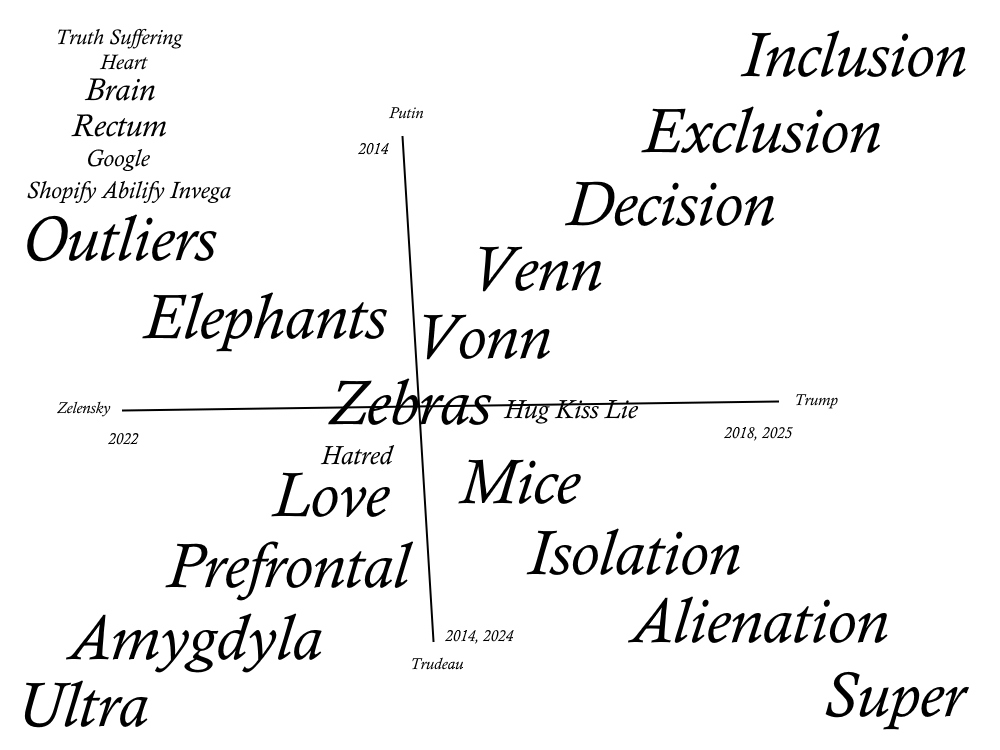 Truth Suffering
Heart
Brain
Rectum
Google
Shopify Abilify Invega
Outliers
Elephants
Inclusion
Exclusion
Decision
Venn
Vonn
Zebras
Hug Kiss Lie
Putin
2014
Zelensky
2022
Trump
2018, 2025
Hatred
Love
Prefrontal
Amygdyla
Ultra
Mice
Isolation
Alienation
Super
2014, 2024
Trudeau